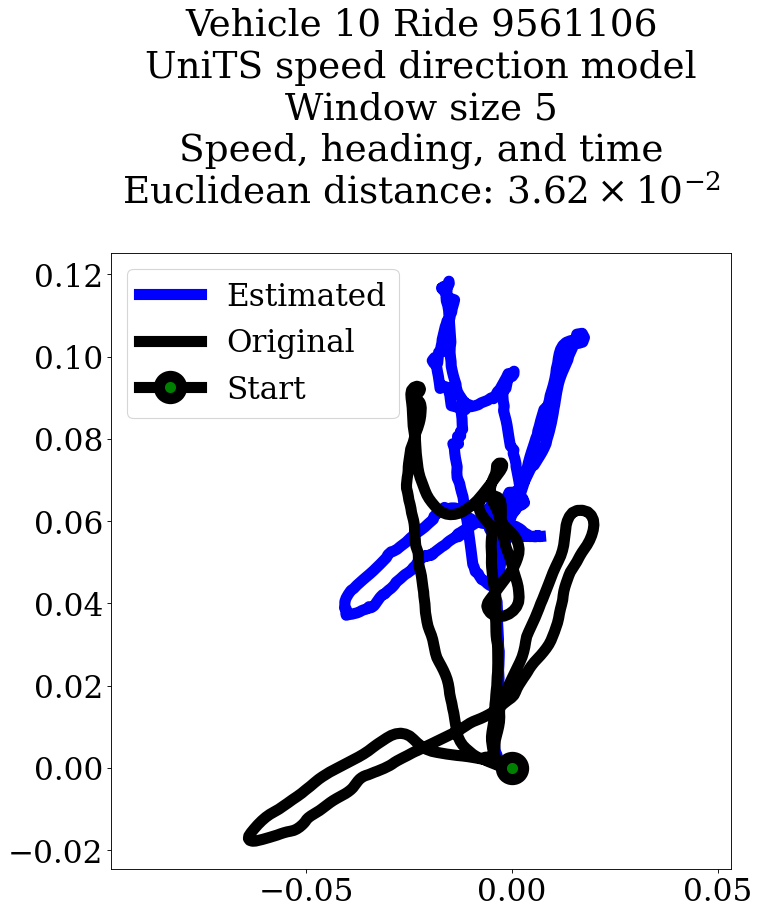 Vehicle 10 Ride 9561106
UniTS speed direction model
Window size 5
Speed, heading, and time
Euclidean distance: 3.62 × 10⁻²
Estimated
Original
Start
0.12
0.10
0.08
0.06
0.04
0.02
0.00
−0.02
−0.05
0.00
0.05